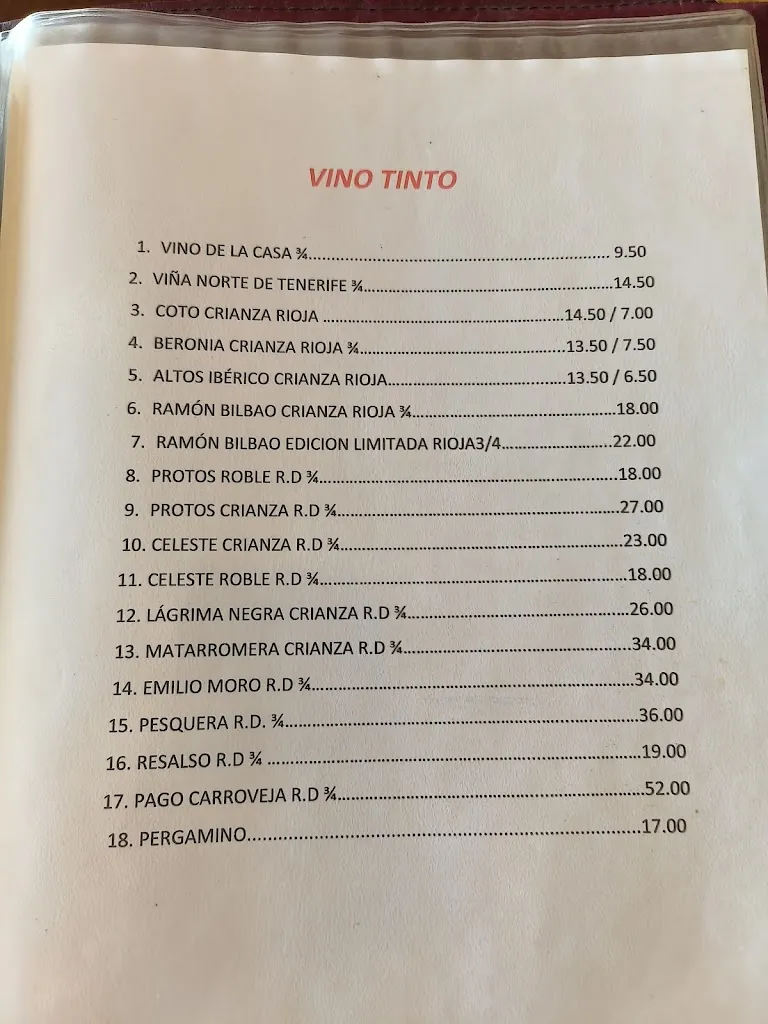 VINO TINTO
1. VINO DE LA CASA ¾.......................................................... 9.50
2. VIÑA NORTE DE TENERIFE ¾................................................14.50
3. COTO CRIANZA RIOJA ..............................................14.50 / 7.00
4. BERONIA CRIANZA RIOJA ¾.......................................13.50 / 7.50
5. ALTOS IBÉRICO CRIANZA RIOJA..................................13.50 / 6.50
6. RAMÓN BILBAO CRIANZA RIOJA ¾.......................................18.00
7. RAMÓN BILBAO EDICION LIMITADA RIOJA3/4.....................22.00
8. PROTOS ROBLE R.D ¾.........................................................18.00
9. PROTOS CRIANZA R.D ¾......................................................27.00
10. CELESTE CRIANZA R.D ¾.....................................................23.00
11. CELESTE ROBLE R.D ¾..........................................................18.00
12. LÁGRIMA NEGRA CRIANZA R.D ¾.........................................26.00
13. MATARROMERA CRIANZA R.D ¾..........................................34.00
14. EMILIO MORO R.D ¾...........................................................34.00
15. PESQUERA R.D. ¾................................................................36.00
16. RESALSO R.D ¾ ...................................................................19.00
17. PAGO CARROVEJA R.D ¾.....................................................52.00
18. PERGAMINO........................................................................17.00